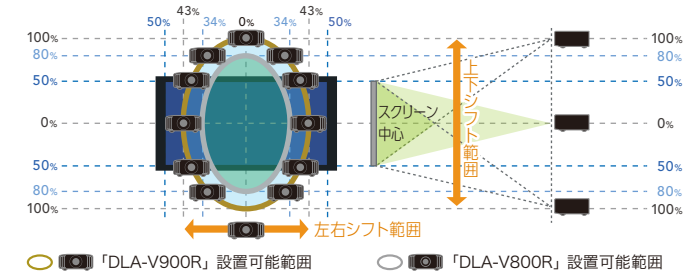 43% 43%
50% 34% 0% 34% 50%
100% 100%
80% 80%
50% 50%
0% 0%
50% 50%
80% 80%
100% 100%
スクリーン
中心
上下シフト範囲
左右シフト範囲
「DLA-V900R」設置可能範囲
「DLA-V800R」設置可能範囲